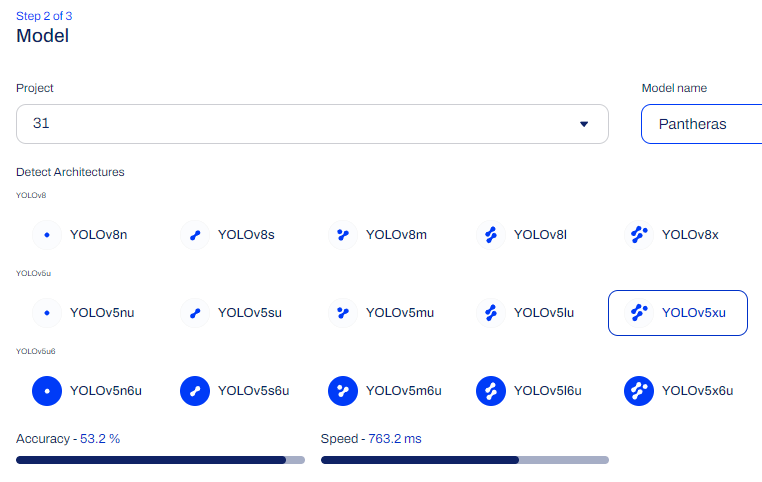 Step 2 of 3
Model
Project
Model name
31
Pantheras
Detect Architectures
YOLOv8
YOLOv8n YOLOv8s YOLOv8m YOLOv8l YOLOv8x
YOLOv5u
YOLOv5nu YOLOv5su YOLOv5mu YOLOv5lu YOLOv5xu
YOLOv5u6
YOLOv5n6u YOLOv5s6u YOLOv5m6u YOLOv5l6u YOLOv5x6u
Accuracy - 53.2 % Speed - 763.2 ms